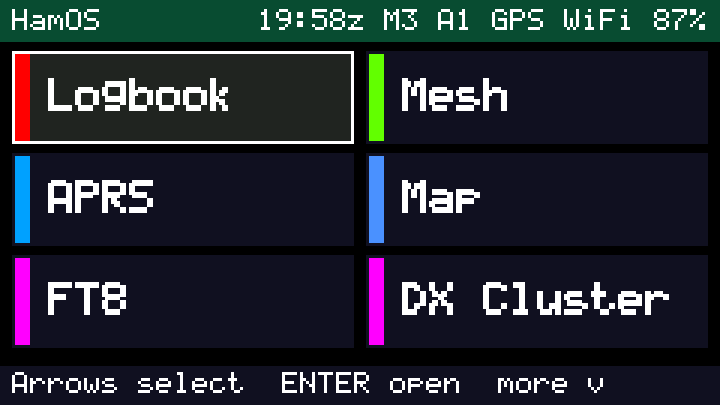 HamOS 19:58z M3 A1 GPS WiFi 87%
Logbook Mesh
APRS Map
FT8 DX Cluster
Arrows select ENTER open more v